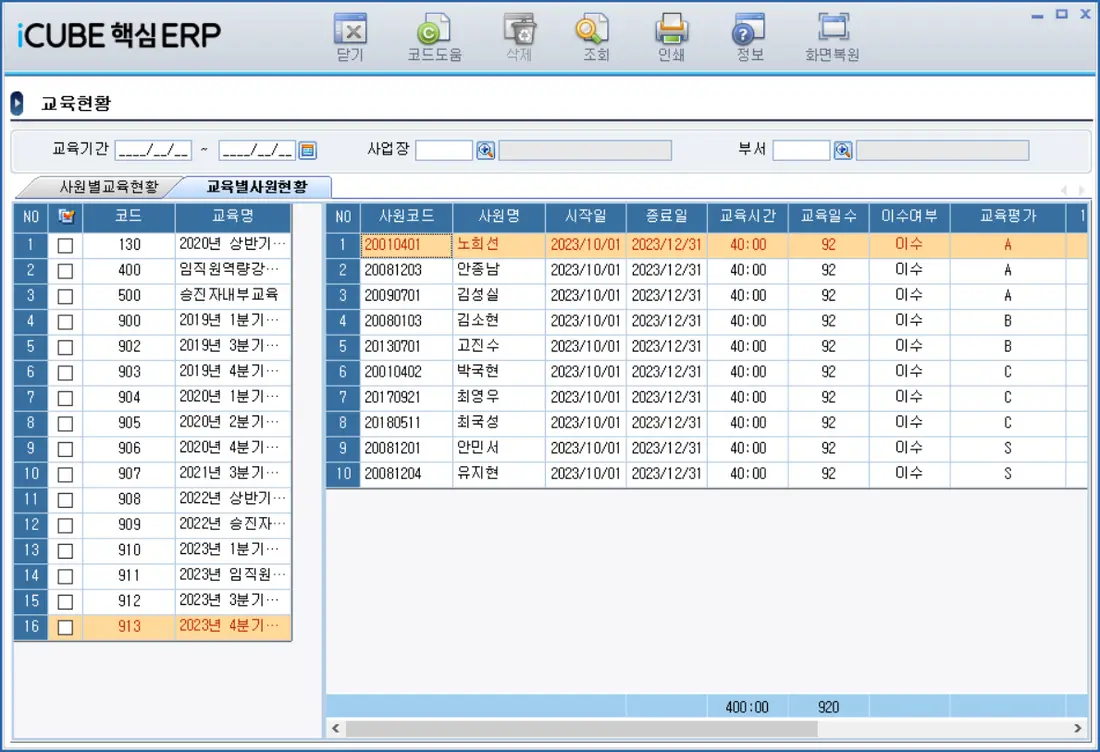 iCUBE 핵심 ERP
닫기 코드도움 삭제 조회 인쇄 정보 화면복원
교육현황
교육기간 ____/__/__ ~ ____/__/__ 사업장 부서
사원별교육현황 교육별사원현황
NO 코드 교육명
1 130 2020년 상반기…
2 400 임직원역량강…
3 500 승진자내부교육
4 900 2019년 1분기…
5 902 2019년 3분기…
6 903 2019년 4분기…
7 904 2020년 1분기…
8 905 2020년 2분기…
9 906 2020년 4분기…
10 907 2021년 3분기…
11 908 2022년 상반기…
12 909 2022년 승진자…
13 910 2023년 1분기…
14 911 2023년 임직원…
15 912 2023년 3분기…
16 913 2023년 4분기…
NO 사원코드 사원명 시작일 종료일 교육시간 교육일수 이수여부 교육평가 1
1 20010401 노희선 2023/10/01 2023/12/31 40:00 92 이수 A
2 20081203 안종남 2023/10/01 2023/12/31 40:00 92 이수 A
3 20090701 김성실 2023/10/01 2023/12/31 40:00 92 이수 A
4 20080103 김소현 2023/10/01 2023/12/31 40:00 92 이수 B
5 20130701 고진수 2023/10/01 2023/12/31 40:00 92 이수 B
6 20010402 박국현 2023/10/01 2023/12/31 40:00 92 이수 C
7 20170921 최영우 2023/10/01 2023/12/31 40:00 92 이수 C
8 20180511 최국성 2023/10/01 2023/12/31 40:00 92 이수 C
9 20081201 안민서 2023/10/01 2023/12/31 40:00 92 이수 S
10 20081204 유지현 2023/10/01 2023/12/31 40:00 92 이수 S
400:00 920